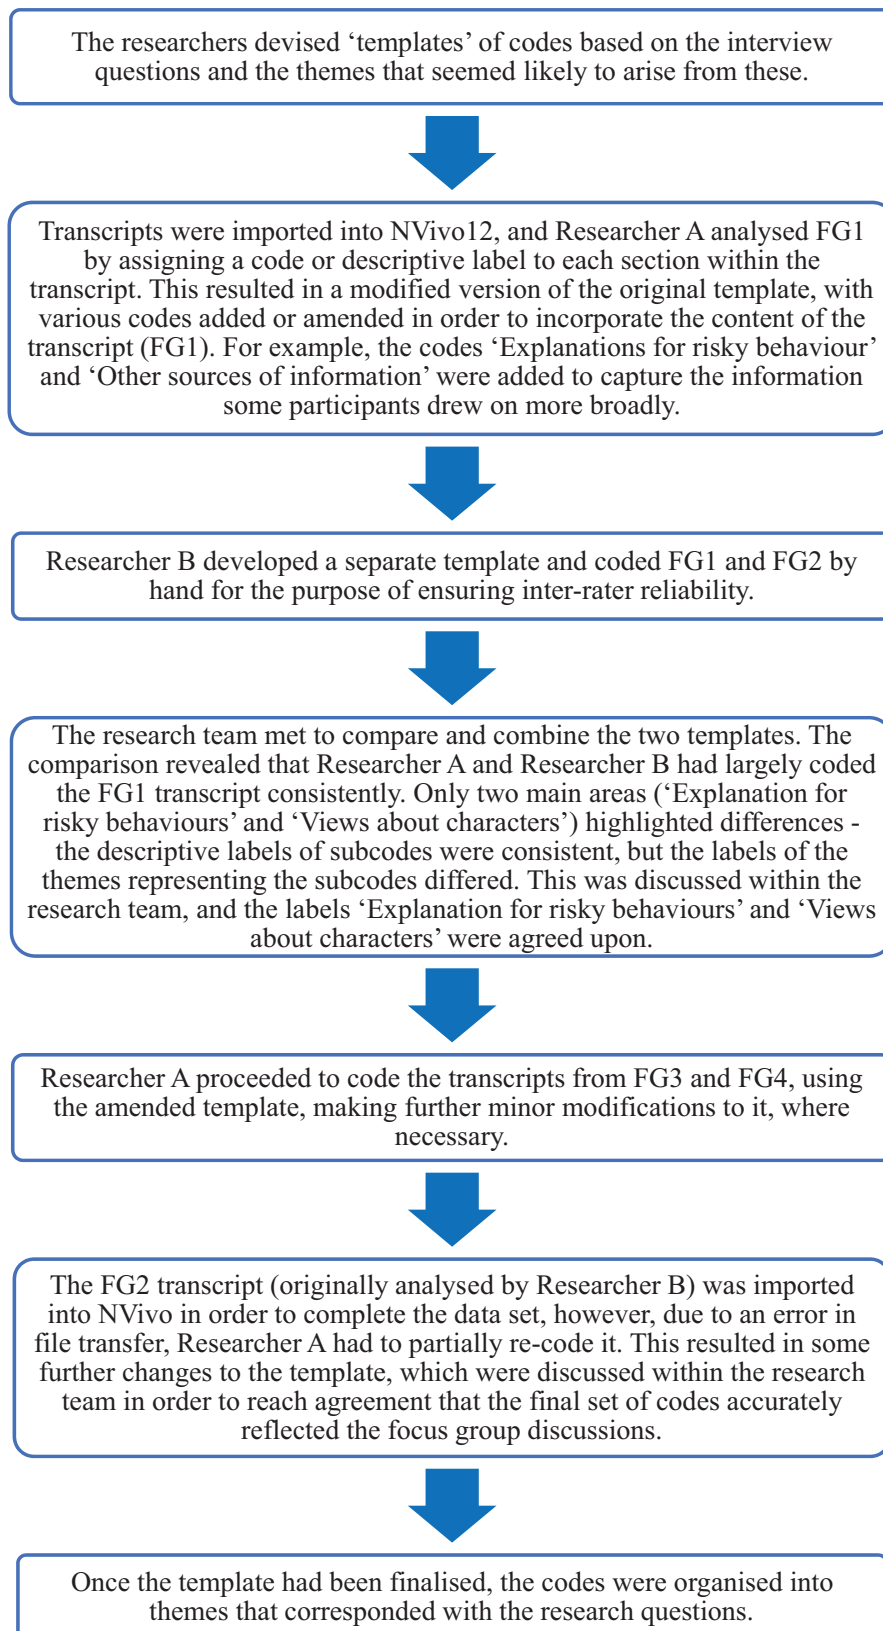 The researchers devised ‘templates’ of codes based on the interview
questions and the themes that seemed likely to arise from these.
Transcripts were imported into NVivo12, and Researcher A analysed FG1
by assigning a code or descriptive label to each section within the
transcript. This resulted in a modified version of the original template, with
various codes added or amended in order to incorporate the content of the
transcript (FG1). For example, the codes ‘Explanations for risky behaviour’
and ‘Other sources of information’ were added to capture the information
some participants drew on more broadly.
Researcher B developed a separate template and coded FG1 and FG2 by
hand for the purpose of ensuring inter-rater reliability.
The research team met to compare and combine the two templates. The
comparison revealed that Researcher A and Researcher B had largely coded
the FG1 transcript consistently. Only two main areas (‘Explanation for
risky behaviours’ and ‘Views about characters’) highlighted differences -
the descriptive labels of subcodes were consistent, but the labels of the
themes representing the subcodes differed. This was discussed within the
research team, and the labels ‘Explanation for risky behaviours’ and ‘Views
about characters’ were agreed upon.
Researcher A proceeded to code the transcripts from FG3 and FG4, using
the amended template, making further minor modifications to it, where
necessary.
The FG2 transcript (originally analysed by Researcher B) was imported
into NVivo in order to complete the data set, however, due to an error in
file transfer, Researcher A had to partially re-code it. This resulted in some
further changes to the template, which were discussed within the research
team in order to reach agreement that the final set of codes accurately
reflected the focus group discussions.
Once the template had been finalised, the codes were organised into
themes that corresponded with the research questions.